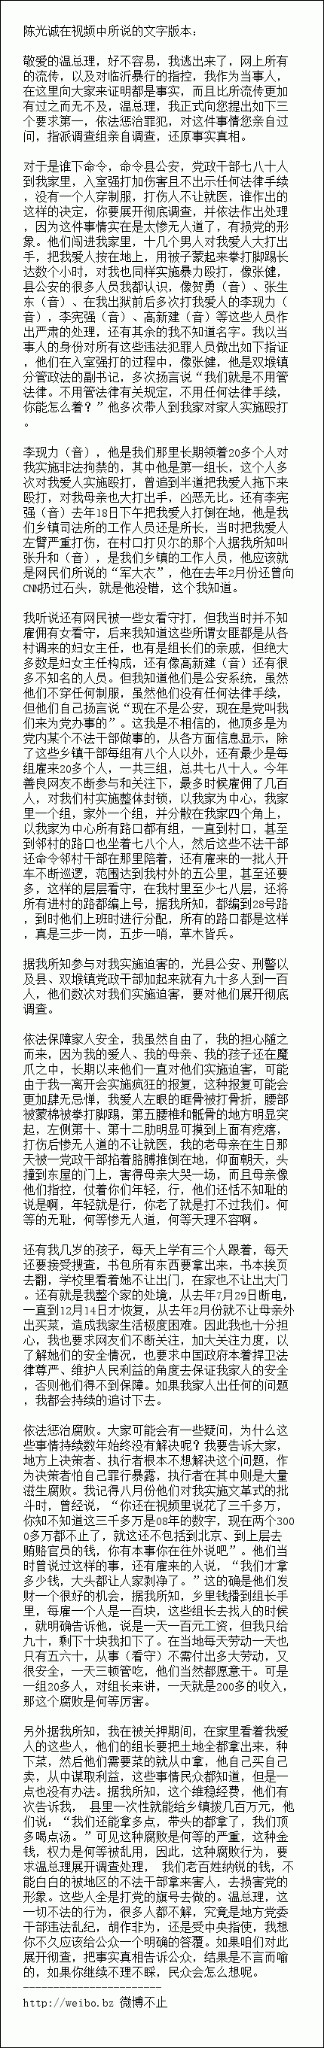 陈光诚在视频中所说的文字版本：
敬爱的温总理，好不容易，我逃出来了，网上所有
的流传，以及对临沂暴行的指控，我作为当事人，
在这里向大家来证明都是事实，而且比所流传更加
有过之而无不及，温总理，我正式向您提出如下三
个要求第一，依法惩治罪犯，对这件事情您亲自过
问，指派调查组亲自调查，还原事实真相。
对于是谁下命令，命令县公安，党政干部七八十人
到我家里，入室强打加伤害且不出示任何法律手续
，没有一个人穿制服，打伤人不让就医，谁作出的
这样的决定，你要展开彻底调查，并依法作出处理
，因为这件事情实在是太惨无人道了，有损党的形
象。他们闯进我家里，十几个男人对我爱人大打出
手，把我爱人按在地上，用被子蒙起来拳打脚踢长
达数个小时，对我也同样实施暴力殴打，像张健，
县公安的很多人员我都认识，像贺勇（音）、张生
东（音）、在我出狱前后多次打我爱人的李现力（
音），李宪强（音）、高新建（音）等这些人员作
出严肃的处理，还有其余的我不知道名字。我以当
事人的身份对所有这些违法犯罪人员做出如下指证
，他们在入室强打的过程中，像张健，他是双堠镇
分管政法的副书记，多次扬言说“我们就是不用管
法律。不用管法律有关规定，不用任何法律手续，
你能怎么着？”他多次带人到我家对家人实施殴打
。
李现力（音），他是我们那里长期领着20多个人对
我实施非法拘禁的，其中他是第一组长，这个人多
次对我爱人实施殴打，曾追到半道把我爱人拖下来
殴打，对我母亲也大打出手，凶恶无比。还有李宪
强（音）去年18日下午把我爱人打倒在地，他是我
们乡镇司法所的工作人员还是所长，当时把我爱人
左臂严重打伤，在村口打贝尔的那个人据我所知叫
张升和（音），是我们乡镇的工作人员，他应该就
是网民们所说的“军大衣”，他在去年2月份还曾向
CNN扔过石头，就是他没错，这个我知道。
我听说还有网民被一些女看守打，但我当时并不知
雇佣有女看守，后来我知道这些所谓女匪都是从各
村调来的妇女主任，也有是组长们的亲戚，但绝大
多数是妇女主任构成，还有像高新建（音）还有很
多不知名的人员。但我知道他们是公安系统，虽然
他们不穿任何制服，虽然他们没有任何法律手续，
但他们自己扬言说“现在不是公安，现在是党叫我
们来为党办事的”。这我是不相信的，他顶多是为
党内某个不法干部做事的，从各方面信息显示，除
了这些乡镇干部每组有八个人以外，还有最少是每
组雇来20多个人，一共三组，总共七八十人。今年
善良网友不断参与和关注下，最多时候雇佣了几百
人，对我们村实施整体封锁，以我家为中心，我家
里一个组，家外一个组，并分散在我家四个角上，
以我家为中心所有路口都有组，一直到村口，甚至
到邻村的路口也坐着七八个人，然后这些不法干部
还命令邻村干部在那里陪着，还有雇来的一批人开
车不断巡逻，范围达到我村外的五公里，甚至还要
多，这样的层层看守，在我村里至少七八层，还将
所有进村的路都编上号，据我所知，都编到28号路
，到时他们上班时进行分配，所有的路口都是这样
，真是三步一岗，五步一哨，草木皆兵。
据我所知参与对我实施迫害的，光县公安、刑警以
及县、双堠镇党政干部加起来就有九十多人到一百
人，他们数次对我们实施迫害，要对他们展开彻底
调查。
依法保障家人安全，我虽然自由了，我的担心随之
而来，因为我的爱人、我的母亲、我的孩子还在魔
爪之中，长期以来他们一直对他们实施迫害，可能
由于我一离开会实施疯狂的报复，这种报复可能会
更加肆无忌惮，我爱人左眼的眶骨被打骨折，腰部
被蒙棉被拳打脚踢，第五腰椎和骶骨的地方明显突
起，左侧第十、第十二肋明显可摸到上面有疙瘩，
打伤后惨无人道的不让就医，我的老母亲在生日那
天被一党政干部掐着胳膊推倒在地，仰面朝天，头
撞到东屋的门上，害得母亲大哭一场，而且母亲像
他们指控，仗着你们年轻，行，他们还恬不知耻的
说是啊，年轻就是行，你老了就是打不过我们。何
等的无耻，何等惨无人道，何等天理不容啊。
还有我几岁的孩子，每天上学有三个人跟着，每天
还要接受搜查，书包所有东西要拿出来，书本挨页
去翻，学校里看着她不让出门，在家也不让出大门
。还有就是我整个家的处境，从去年7月29日断电，
一直到12月14日才恢复，从去年2月份就不让母亲外
出买菜，造成我家生活极度困难。因此我也十分担
心，我也要求网友们不断关注，加大关注力度，以
了解她们的安全情况，也要求中国政府本着捍卫法
律尊严、维护人民利益的角度去保证我家人的安全
，否则他们得不到保障。如果我家人出任何的问题
，我都会持续的追讨下去。
依法惩治腐败。大家可能会有一些疑问，为什么这
些事情持续数年始终没有解决呢？我要告诉大家，
地方上决策者、执行者根本不想解决这个问题，作
为决策者怕自己罪行暴露，执行者在其中则是大量
滋生腐败。我记得八月份他们对我实施文革式的批
斗时，曾经说，“你还在视频里说花了三千多万，
你知不知道这三千多万是08年的数字，现在两个300
0多万都不止了，就这还不包括到北京、到上层去
贿赂官员的钱，你有本事你在往外说吧”。他们当
时曾说过这样的事，还有雇来的人说，“我们才拿
多少钱，大头都让人家剥净了。”这的确是他们发
财一个很好的机会，据我所知，乡里钱播到组长手
里，每雇一个人是一百块，这些组长去找人的时候
，就明确告诉他，说是一天一百元工资，但我只给
九十，剩下十块我扣下了。在当地每天劳动一天也
只有五六十，从事（看守）不需付出多大劳动，又
很安全，一天三顿管吃，他们当然都愿意干。可是
一组20多人，对组长来讲，一天就是200多的收入，
那这个腐败是何等厉害。
另外据我所知，我在被关押期间，在家里看着我爱
人的这些人，他们的组长要把土地全都拿出来，种
下菜，然后他们需要菜的就从中拿，他自己买自己
卖，从中谋取利益，这些事情民众都知道，但是一
点也没有办法。据我所知，这个维稳经费，他们有
次告诉我， 县里一次性就能给乡镇拨几百万元，他
们说：“我们还能拿多点，带头的都拿了，我们顶
多喝点汤。”可见这种腐败是何等的严重，这种金
钱，权力是何等被乱用，因此，这种腐败行为，要
求温总理展开调查处理， 我们老百姓纳税的钱，不
能白白的被地区的不法干部拿来害人，去损害党的
形象。这些人全是打党的旗号去做的。温总理，这
一切不法的行为，很多人都不解，究竟是地方党委
干部违法乱纪，胡作非为，还是受中央指使，我想
你不久应该给公众一个明确的答覆。如果咱们对此
展开彻查，把事实真相告诉公众，结果是不言而喻
的，如果你继续不理不睬，民众会怎么想呢。
------------------------
http://weibo.bz 微博不止